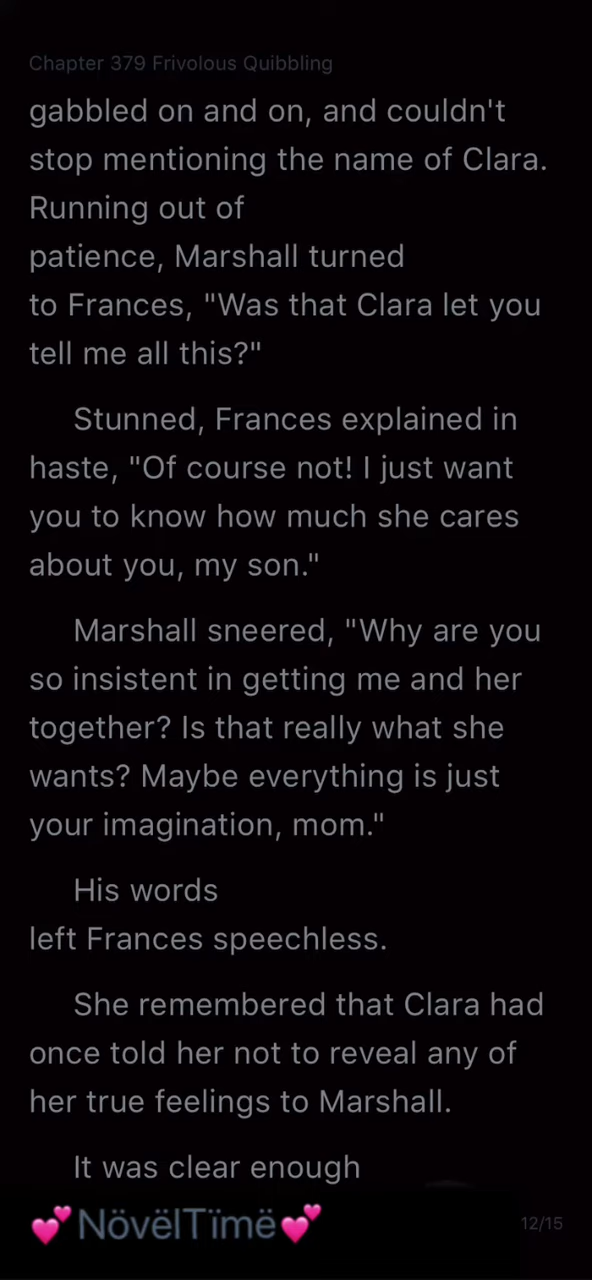 Chapter 379 Frivolous Quibbling
gabbled on and on, and couldn't
stop mentioning the name of Clara.
Running out of
patience, Marshall turned
to Frances, "Was that Clara let you
tell me all this?"
Stunned, Frances explained in
haste, "Of course not! I just want
you to know how much she cares
about you, my son."
Marshall sneered, "Why are you
so insistent in getting me and her
together? Is that really what she
wants? Maybe everything is just
your imagination, mom."
His words
left Frances speechless.
She remembered that Clara had
once told her not to reveal any of
her true feelings to Marshall.
It was clear enough
💕NövëlTïmë💕
12/15